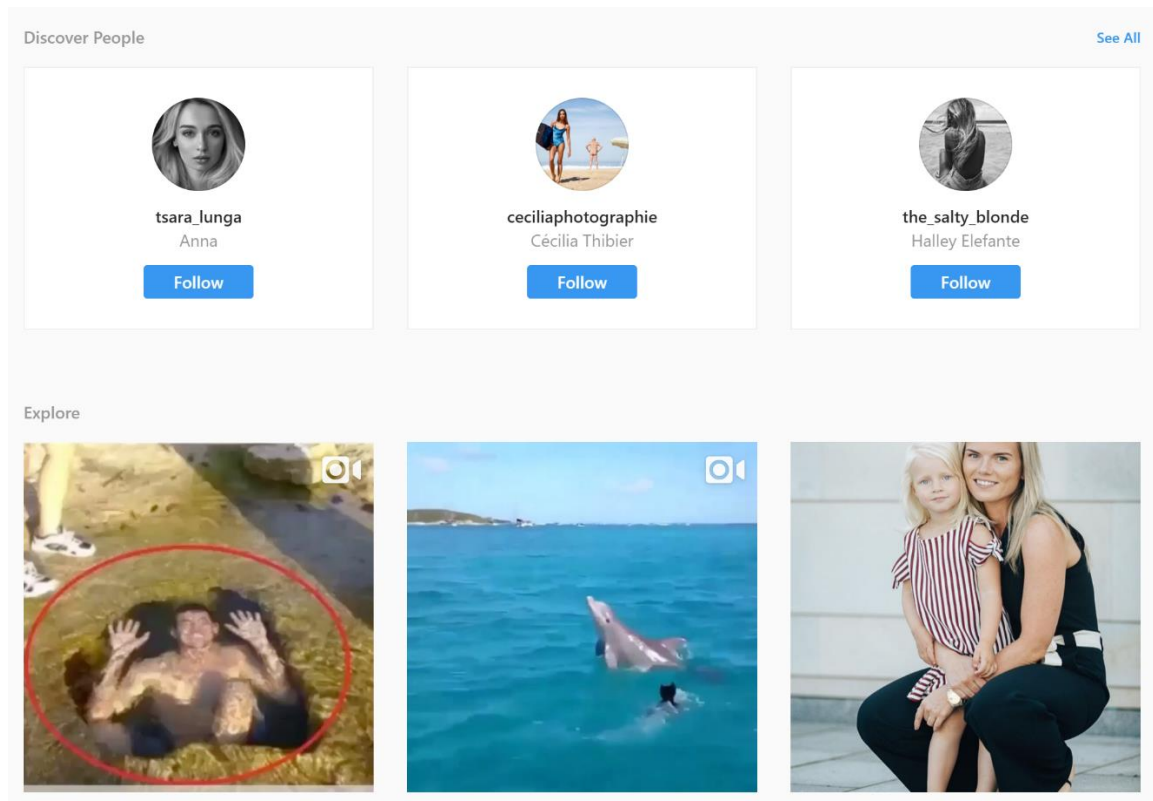 Discover People
See All
tsara_lunga
Anna
Follow
ceciliaphotographie
Cécilia Thibier
Follow
the_salty_blonde
Halley Elefante
Follow
Explore